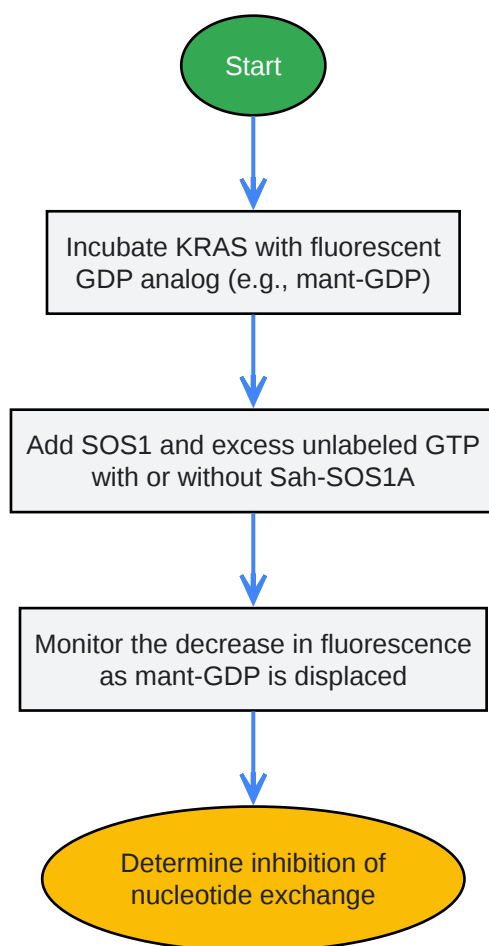 Start
Incubate KRAS with fluorescent
GDP analog (e.g., mant-GDP)
Add SOS1 and excess unlabeled GTP
with or without Sah-SOS1A
Monitor the decrease in fluorescence
as mant-GDP is displaced
Determine inhibition of
nucleotide exchange